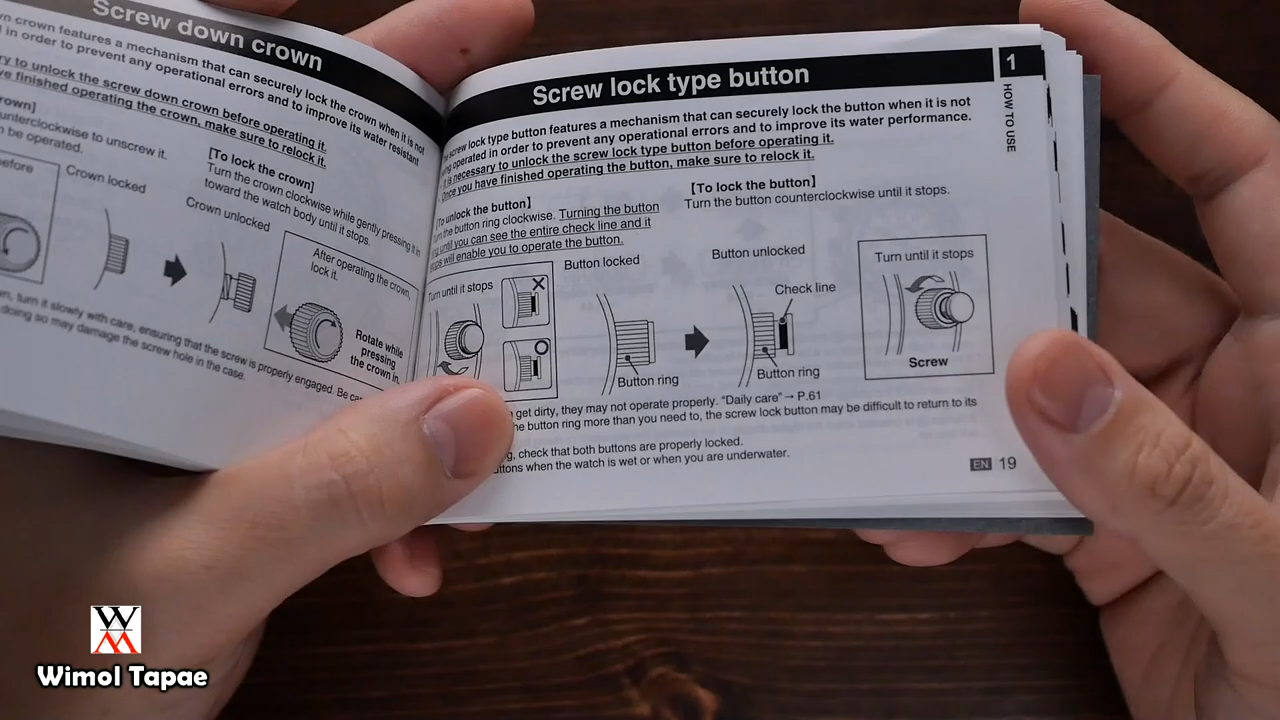 Screw down crown
crown features a mechanism that can securely lock the crown when it is not
in order to prevent any operational errors and to improve its water resistant
to unlock the screw down crown before operating it.
finished operating the crown, make sure to relock it.
counterclockwise to unscrew it.
be operated.
[To lock the crown]
Turn the crown clockwise while gently pressing it in
toward the watch body until it stops.
before
Crown locked
Crown unlocked
After operating the crown,
lock it.
Rotate while
pressing
the crown in.
turn it slowly with care, ensuring that the screw is properly engaged. Be
doing so may damage the screw hole in the case.
Screw lock type button
1
HOW TO USE
screw lock type button features a mechanism that can securely lock the button when it is not
operated in order to prevent any operational errors and to improve its water performance.
is necessary to unlock the screw lock type button before operating it.
Once you have finished operating the button, make sure to relock it.
[To unlock the button]
the button ring clockwise. Turning the button
until you can see the entire check line and it
will enable you to operate the button.
[To lock the button]
Turn the button counterclockwise until it stops.
Turn until it stops
Button locked
Button ring
Button unlocked
Check line
Button ring
Turn until it stops
Screw
get dirty, they may not operate properly. “Daily care” → P.61
the button ring more than you need to, the screw lock button may be difficult to return to its
check that both buttons are properly locked.
when the watch is wet or when you are underwater.
EN 19
WM
Wimol Tapae